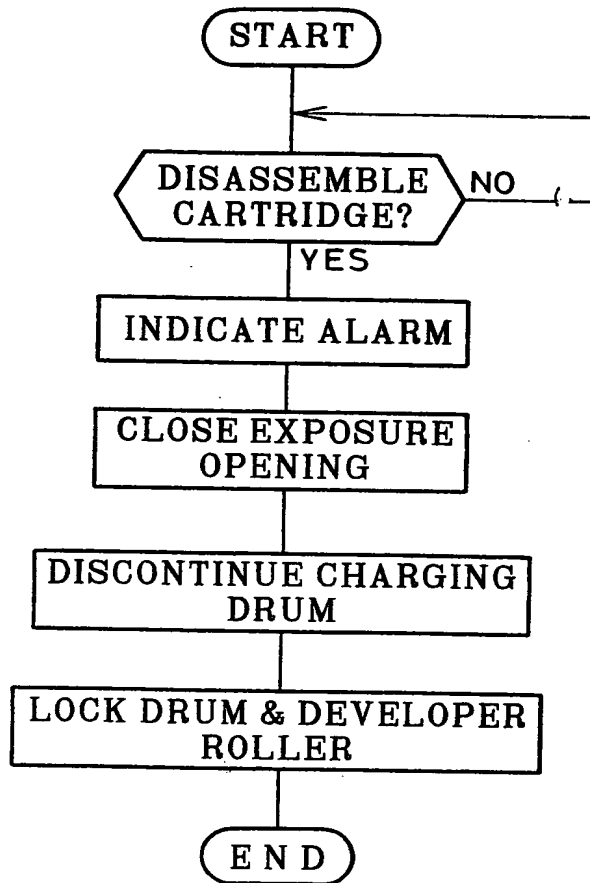 START
DISASSEMBLE
CARTRIDGE?
NO
YES
INDICATE ALARM
CLOSE EXPOSURE
OPENING
DISCONTINUE CHARGING
DRUM
LOCK DRUM & DEVELOPER
ROLLER
END